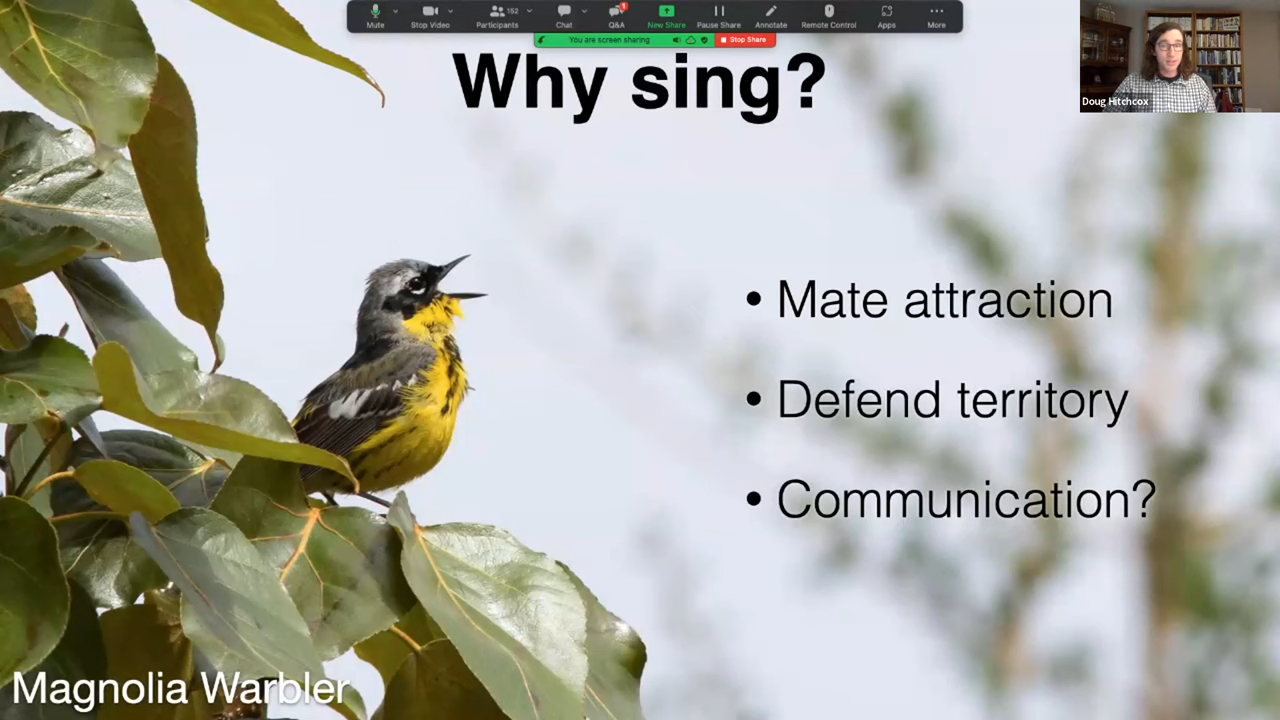 Mute
Stop Video
Participants
152
Chat
Q&A
1
New Share
Pause Share
Annotate
Remote Control
Apps
More
You are screen sharing
Stop Share
Why sing?
Doug Hitchcox
• Mate attraction
• Defend territory
• Communication?
Magnolia Warbler